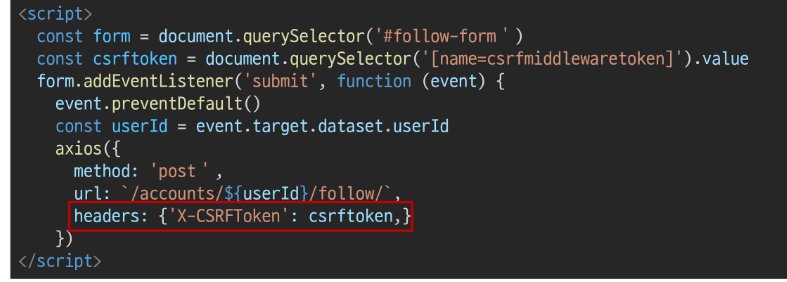 <script>
const form = document.querySelector('#follow-form')
const csrftoken = document.querySelector('[name=csrfmiddlewaretoken]').value
form.addEventListener('submit', function (event) {
event.preventDefault()
const userId = event.target.dataset.userId
axios({
method: 'post',
url: `/accounts/${userId}/follow/`,
headers: {'X-CSRFToken': csrftoken,}
})
</script>